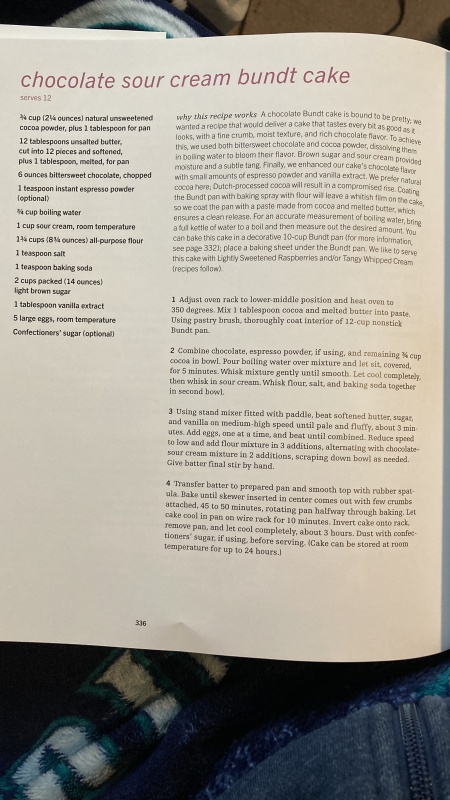 chocolate sour cream bundt cake
serves 12
¾ cup (2¼ ounces) natural unsweetened
cocoa powder, plus 1 tablespoon for pan
12 tablespoons unsalted butter,
cut into 12 pieces and softened,
plus 1 tablespoon, melted, for pan
6 ounces bittersweet chocolate, chopped
1 teaspoon instant espresso powder
(optional)
¾ cup boiling water
1 cup sour cream, room temperature
1¾ cups (8¾ ounces) all-purpose flour
1 teaspoon salt
1 teaspoon baking soda
2 cups packed (14 ounces)
light brown sugar
1 tablespoon vanilla extract
5 large eggs, room temperature
Confectioners' sugar (optional)
why this recipe works A chocolate Bundt cake is bound to be pretty; we
wanted a recipe that would deliver a cake that tastes every bit as good as it
looks, with a fine crumb, moist texture, and rich chocolate flavor. To achieve
this, we used both bittersweet chocolate and cocoa powder, dissolving them
in boiling water to bloom their flavor. Brown sugar and sour cream provided
moisture and a subtle tang. Finally, we enhanced our cake's chocolate flavor
with small amounts of espresso powder and vanilla extract. We prefer natural
cocoa here; Dutch-processed cocoa will result in a compromised rise. Coating
the Bundt pan with baking spray with flour will leave a whitish film on the cake,
so we coat the pan with a paste made from cocoa and melted butter, which
ensures a clean release. For an accurate measurement of boiling water, bring
a full kettle of water to a boil and then measure out the desired amount. You
can bake this cake in a decorative 10-cup Bundt pan (for more information,
see page 332); place a baking sheet under the Bundt pan. We like to serve
this cake with Lightly Sweetened Raspberries and/or Tangy Whipped Cream
(recipes follow).
1 Adjust oven rack to lower-middle position and heat oven to
350 degrees. Mix 1 tablespoon cocoa and melted butter into paste.
Using pastry brush, thoroughly coat interior of 12-cup nonstick
Bundt pan.
2 Combine chocolate, espresso powder, if using, and remaining ¾ cup
cocoa in bowl. Pour boiling water over mixture and let sit, covered,
for 5 minutes. Whisk mixture gently until smooth. Let cool completely,
then whisk in sour cream. Whisk flour, salt, and baking soda together
in second bowl.
3 Using stand mixer fitted with paddle, beat softened butter, sugar,
and vanilla on medium-high speed until pale and fluffy, about 3 min-
utes. Add eggs, one at a time, and beat until combined. Reduce speed
to low and add flour mixture in 3 additions, alternating with chocolate-
sour cream mixture in 2 additions, scraping down bowl as needed.
Give batter final stir by hand.
4 Transfer batter to prepared pan and smooth top with rubber spat-
ula. Bake until skewer inserted in center comes out with few crumbs
attached, 45 to 50 minutes, rotating pan halfway through baking. Let
cake cool in pan on wire rack for 10 minutes. Invert cake onto rack,
remove pan, and let cool completely, about 3 hours. Dust with confec-
tioners' sugar, if using, before serving. (Cake can be stored at room
temperature for up to 24 hours.)
336